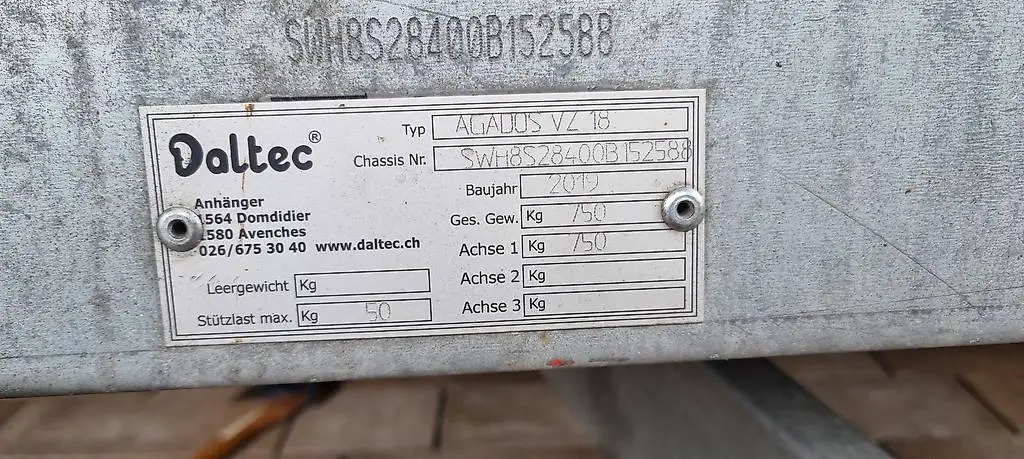 SWH8S28400B152588
Daltec®
Anhänger
1564 Domdidier
1580 Avenches
026/675 30 40 www.daltec.ch
Leergewicht Kg
Stützlast max. Kg 50
Typ AGADOS VZ 18
Chassis Nr. SWH8S28400B152588
Baujahr 2019
Ges. Gew. Kg 750
Achse 1 Kg 750
Achse 2 Kg
Achse 3 Kg